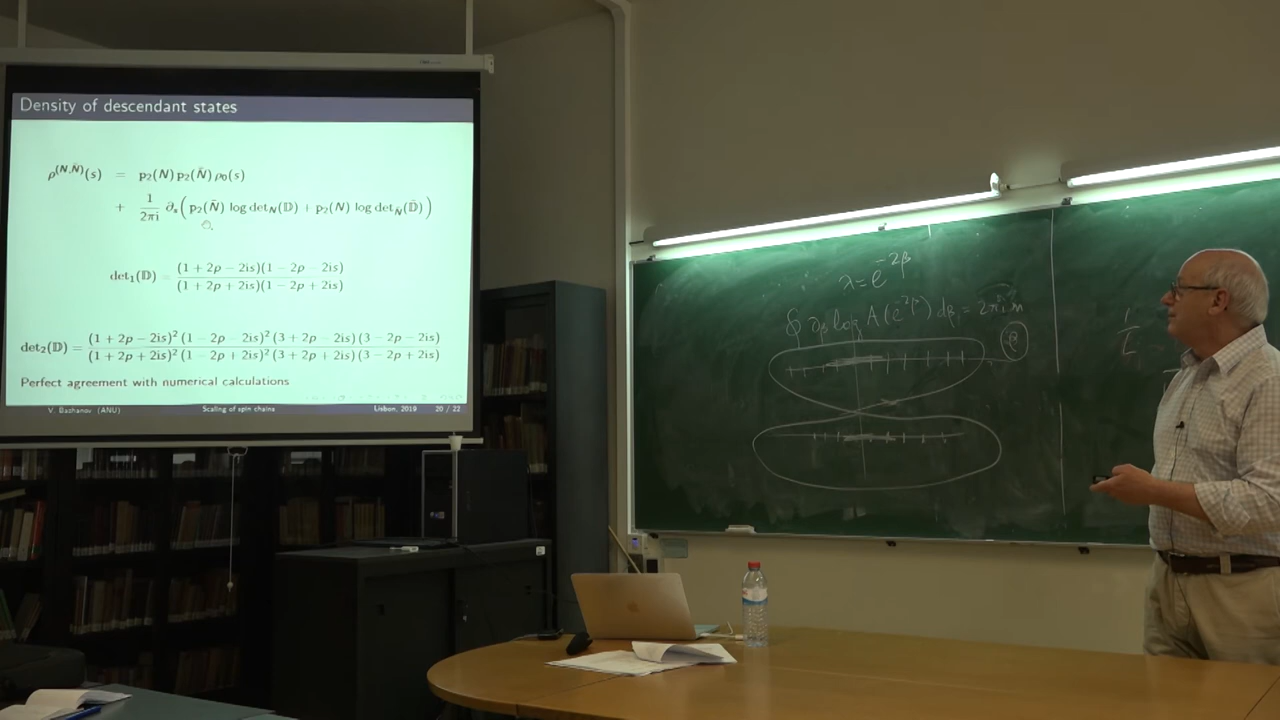 Density of descendant states
ρ^(N,N̄)(s) = p₂(N) p₂(N̄) ρ₀(s)
+ 1/2πi ∂ₛ( p₂(N̄) log det_N(𝔻) + p₂(N) log det_N̄(𝔻̄) )
det₁(𝔻) = (1 + 2p − 2is)(1 − 2p − 2is) / (1 + 2p + 2is)(1 − 2p + 2is)
det₂(𝔻) = (1 + 2p − 2is)² (1 − 2p − 2is)² (3 + 2p − 2is)(3 − 2p − 2is) / (1 + 2p + 2is)² (1 − 2p + 2is)² (3 + 2p + 2is)(3 − 2p + 2is)
Perfect agreement with numerical calculations
V. Bazhanov (ANU) Scaling of spin chains Lisbon, 2019 20 / 22
λ = e^−2β
∮ ∂β log A(e^−2β) dβ = 2πi